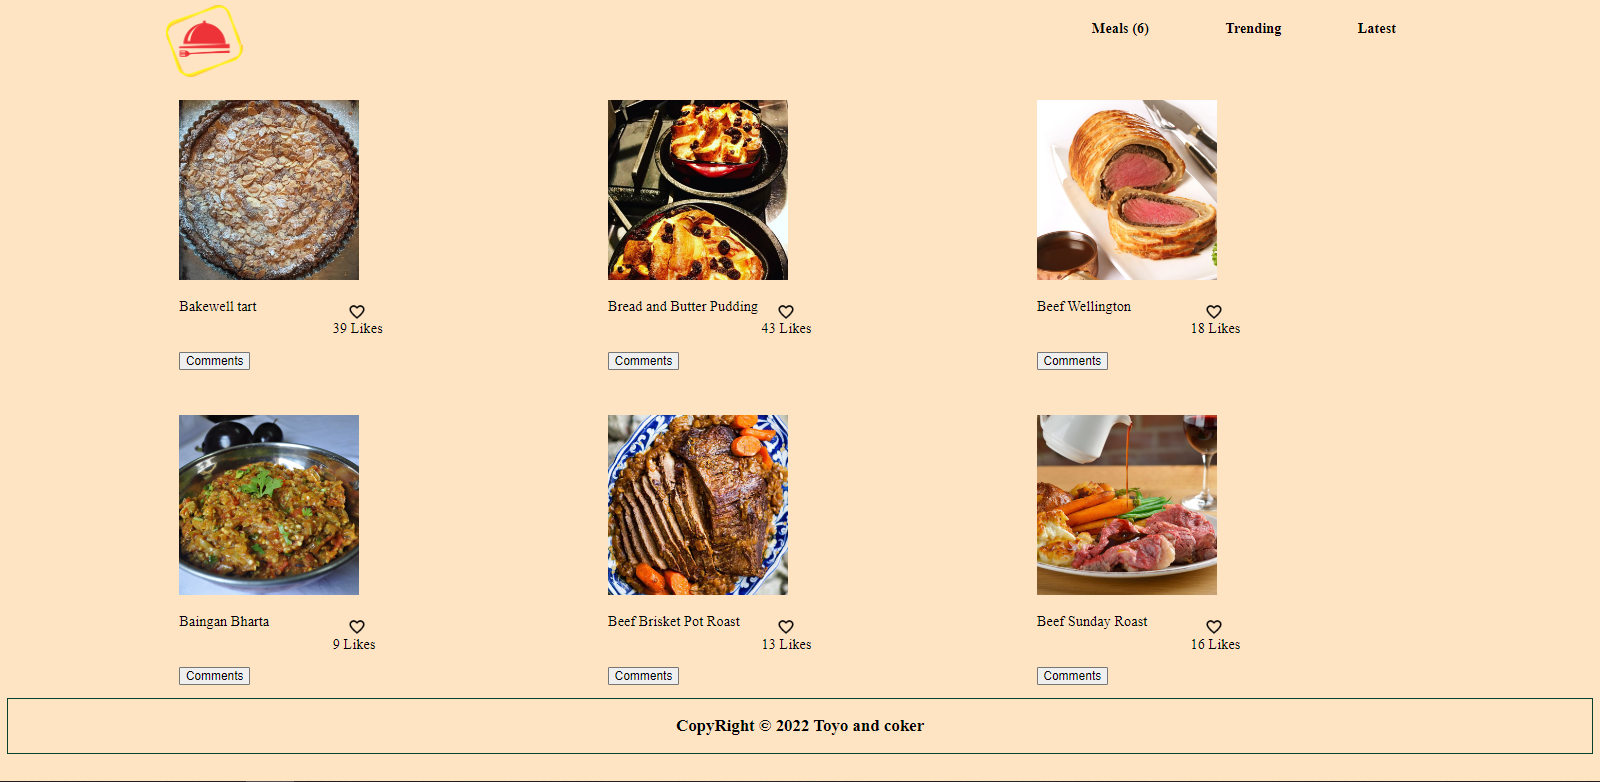 Meals (6) Trending Latest
Bakewell tart
39 Likes
Comments
Bread and Butter Pudding
43 Likes
Comments
Beef Wellington
18 Likes
Comments
Baingan Bharta
9 Likes
Comments
Beef Brisket Pot Roast
13 Likes
Comments
Beef Sunday Roast
16 Likes
Comments
CopyRight © 2022 Toyo and coker